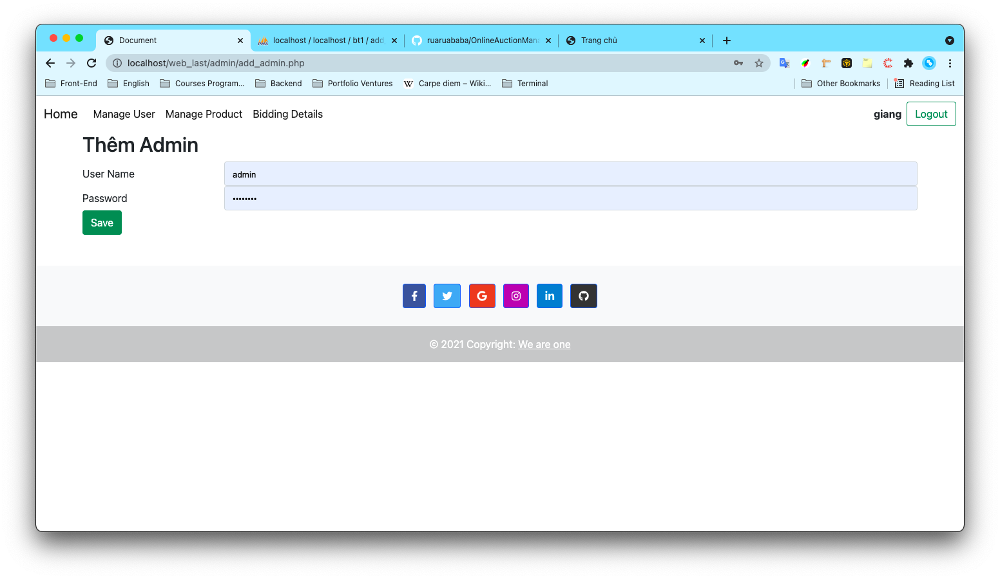 Document
localhost / localhost / bt1 / add_
ruaruababa/OnlineAuctionMana
Trang chủ
localhost/web_last/admin/add_admin.php
Front-End
English
Courses Program...
Backend
Portfolio Ventures
W Carpe diem – Wiki...
Terminal
Other Bookmarks
Reading List
Home
Manage User
Manage Product
Bidding Details
giang
Logout
Thêm Admin
User Name
admin
Password
••••••••
Save
© 2021 Copyright: We are one